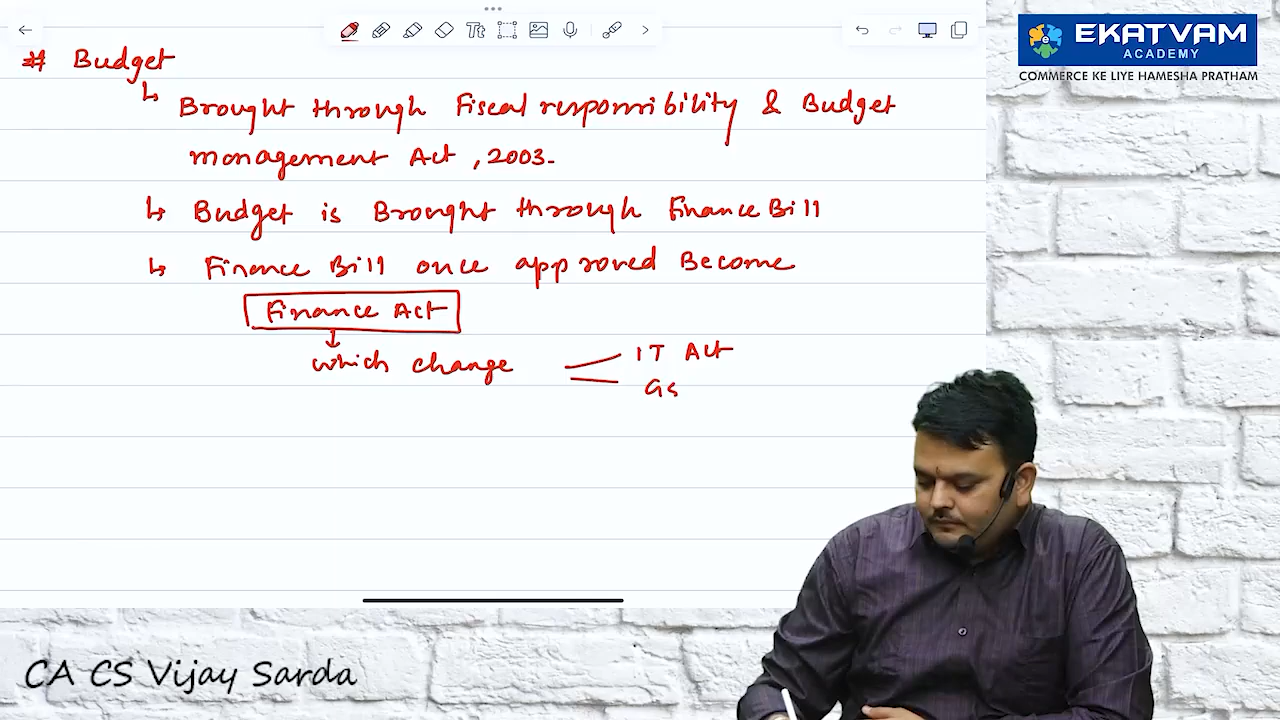 # Budget
↳ Brought through Fiscal responsibility & Budget
management Act, 2003.
↳ Budget is Brought through Finance Bill
↳ Finance Bill once approved Become
Finance Act
↓
which change
IT Act
GS
Tt
EKATVAM
ACADEMY
COMMERCE KE LIYE HAMESHA PRATHAM
CA CS Vijay Sarda